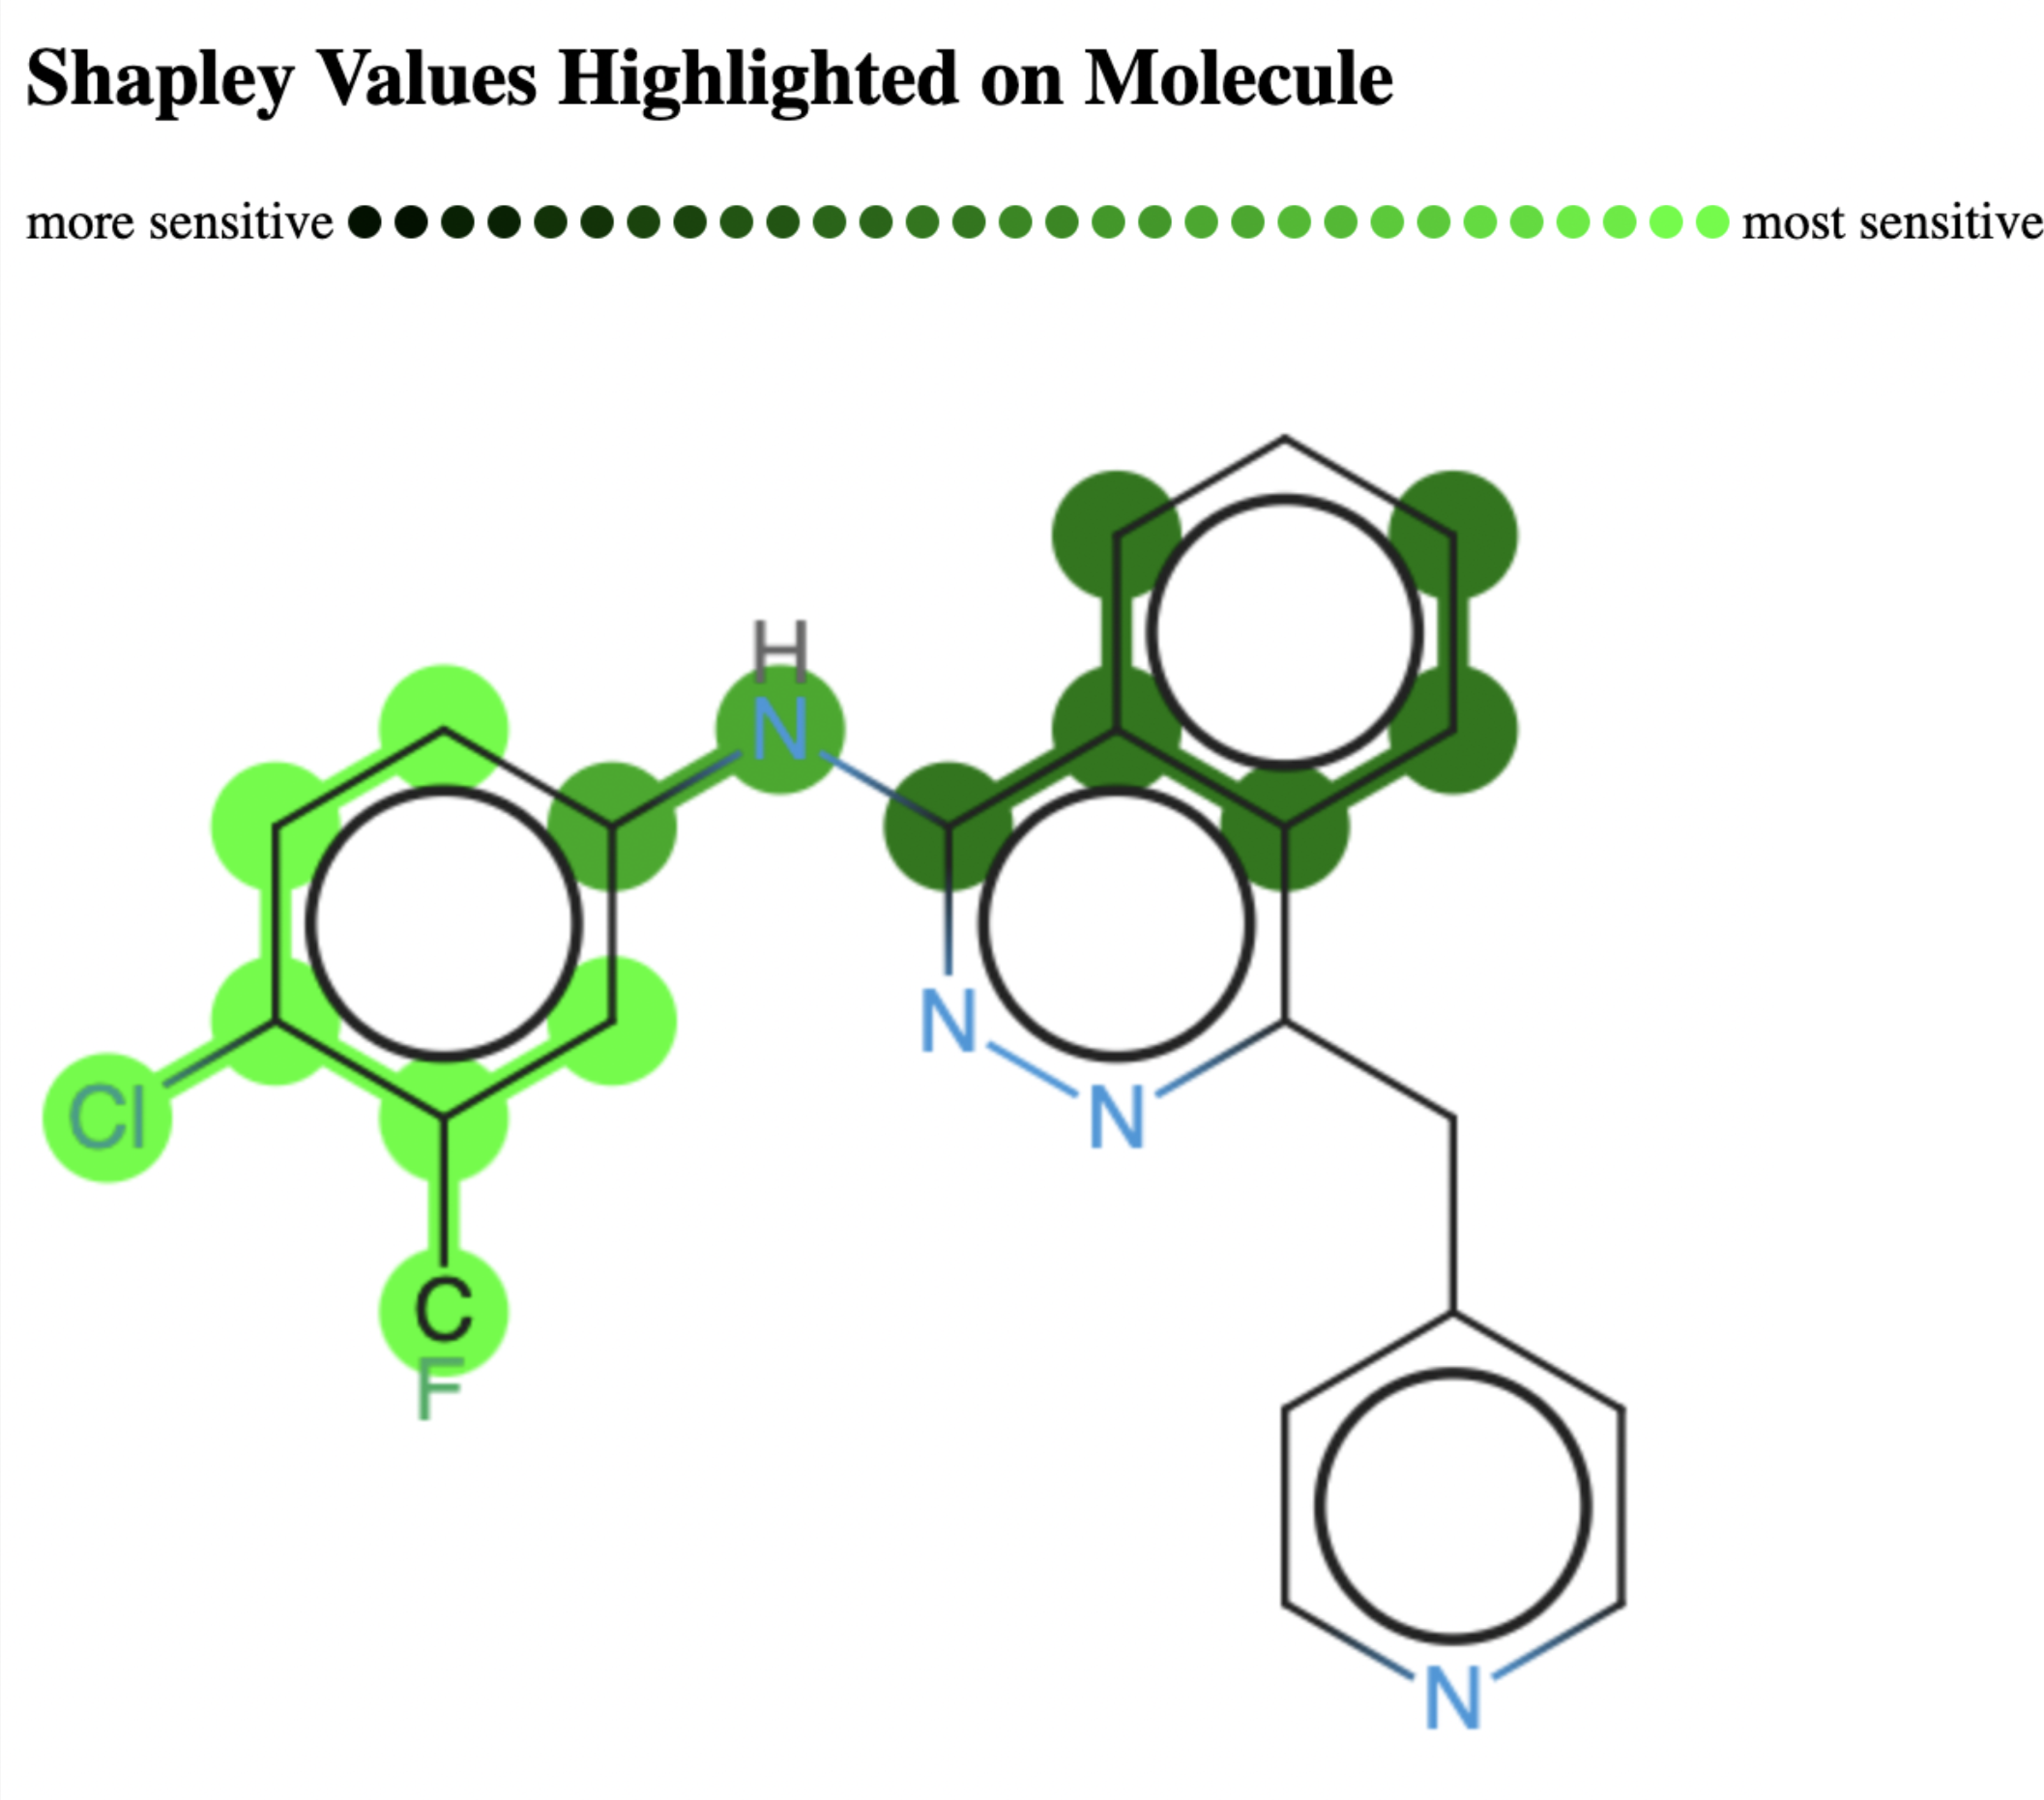 Shapley Values Highlighted on Molecule
more sensitive most sensitive
H
N
N
N
Cl
C
F
N